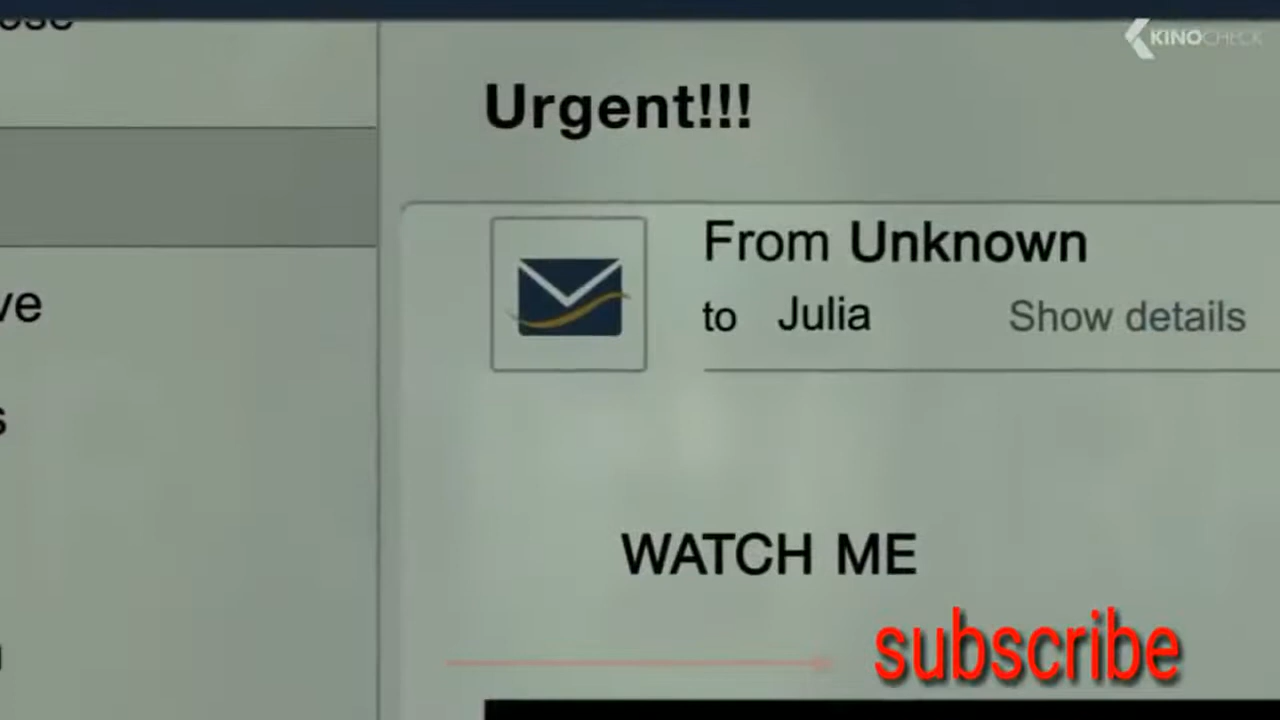 KINOCHECK
Urgent!!!
From Unknown
to Julia Show details
WATCH ME
subscribe